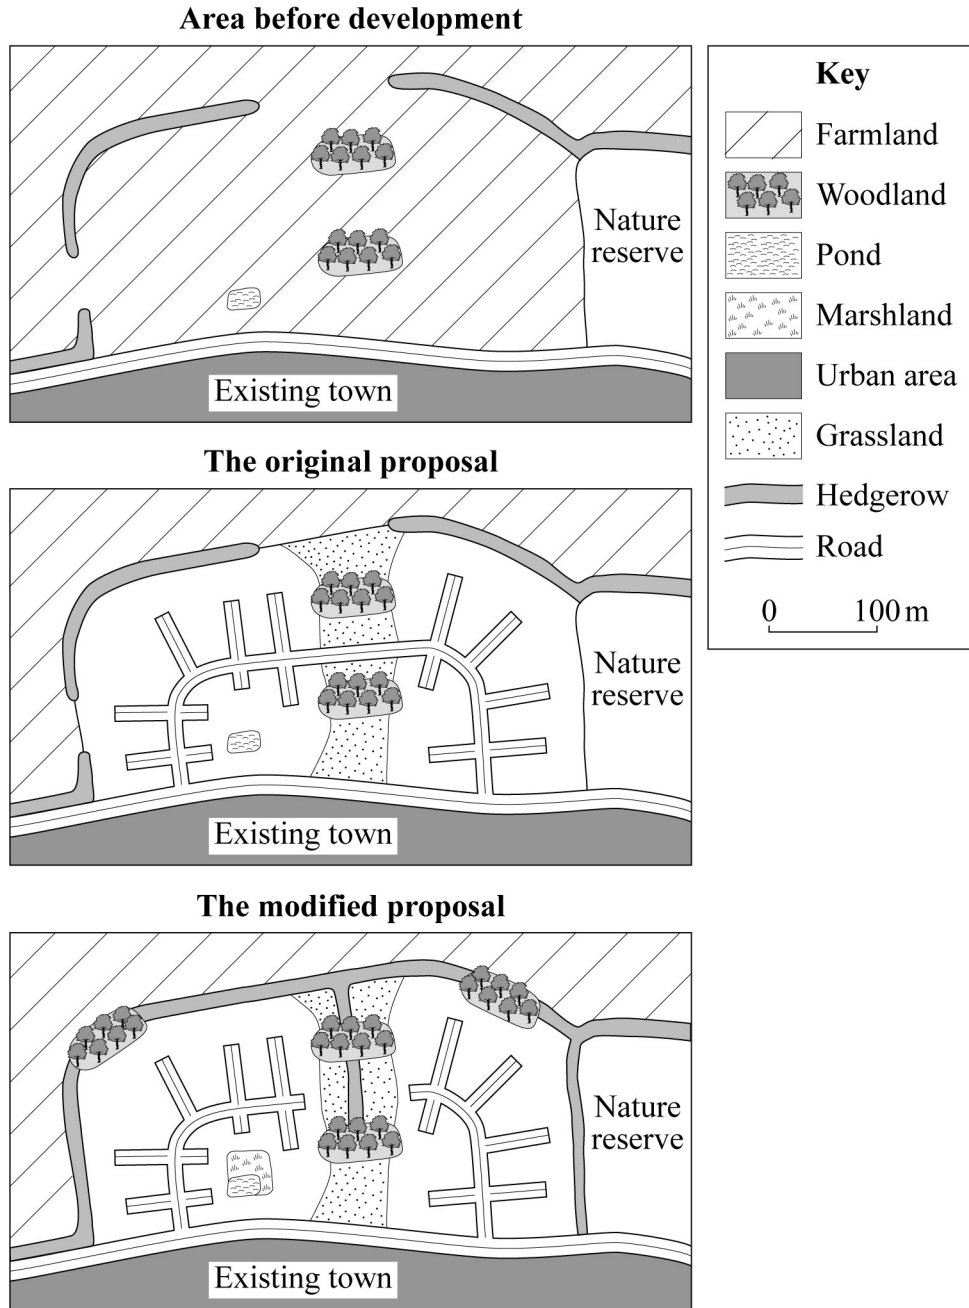 Area before development
Nature
reserve
Existing town
Key
Farmland
Woodland
Pond
Marshland
Urban area
Grassland
Hedgerow
Road
0 100 m
The original proposal
Nature
reserve
Existing town
The modified proposal
Nature
reserve
Existing town